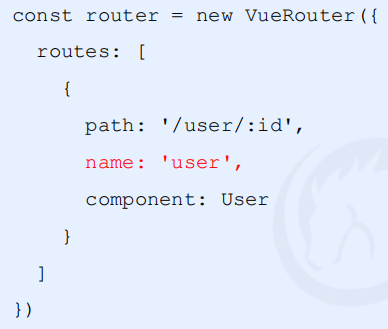 const router = new VueRouter({
  routes: [
    {
      path: '/user/:id',
      name: 'user',
      component: User
    }
  ]
})